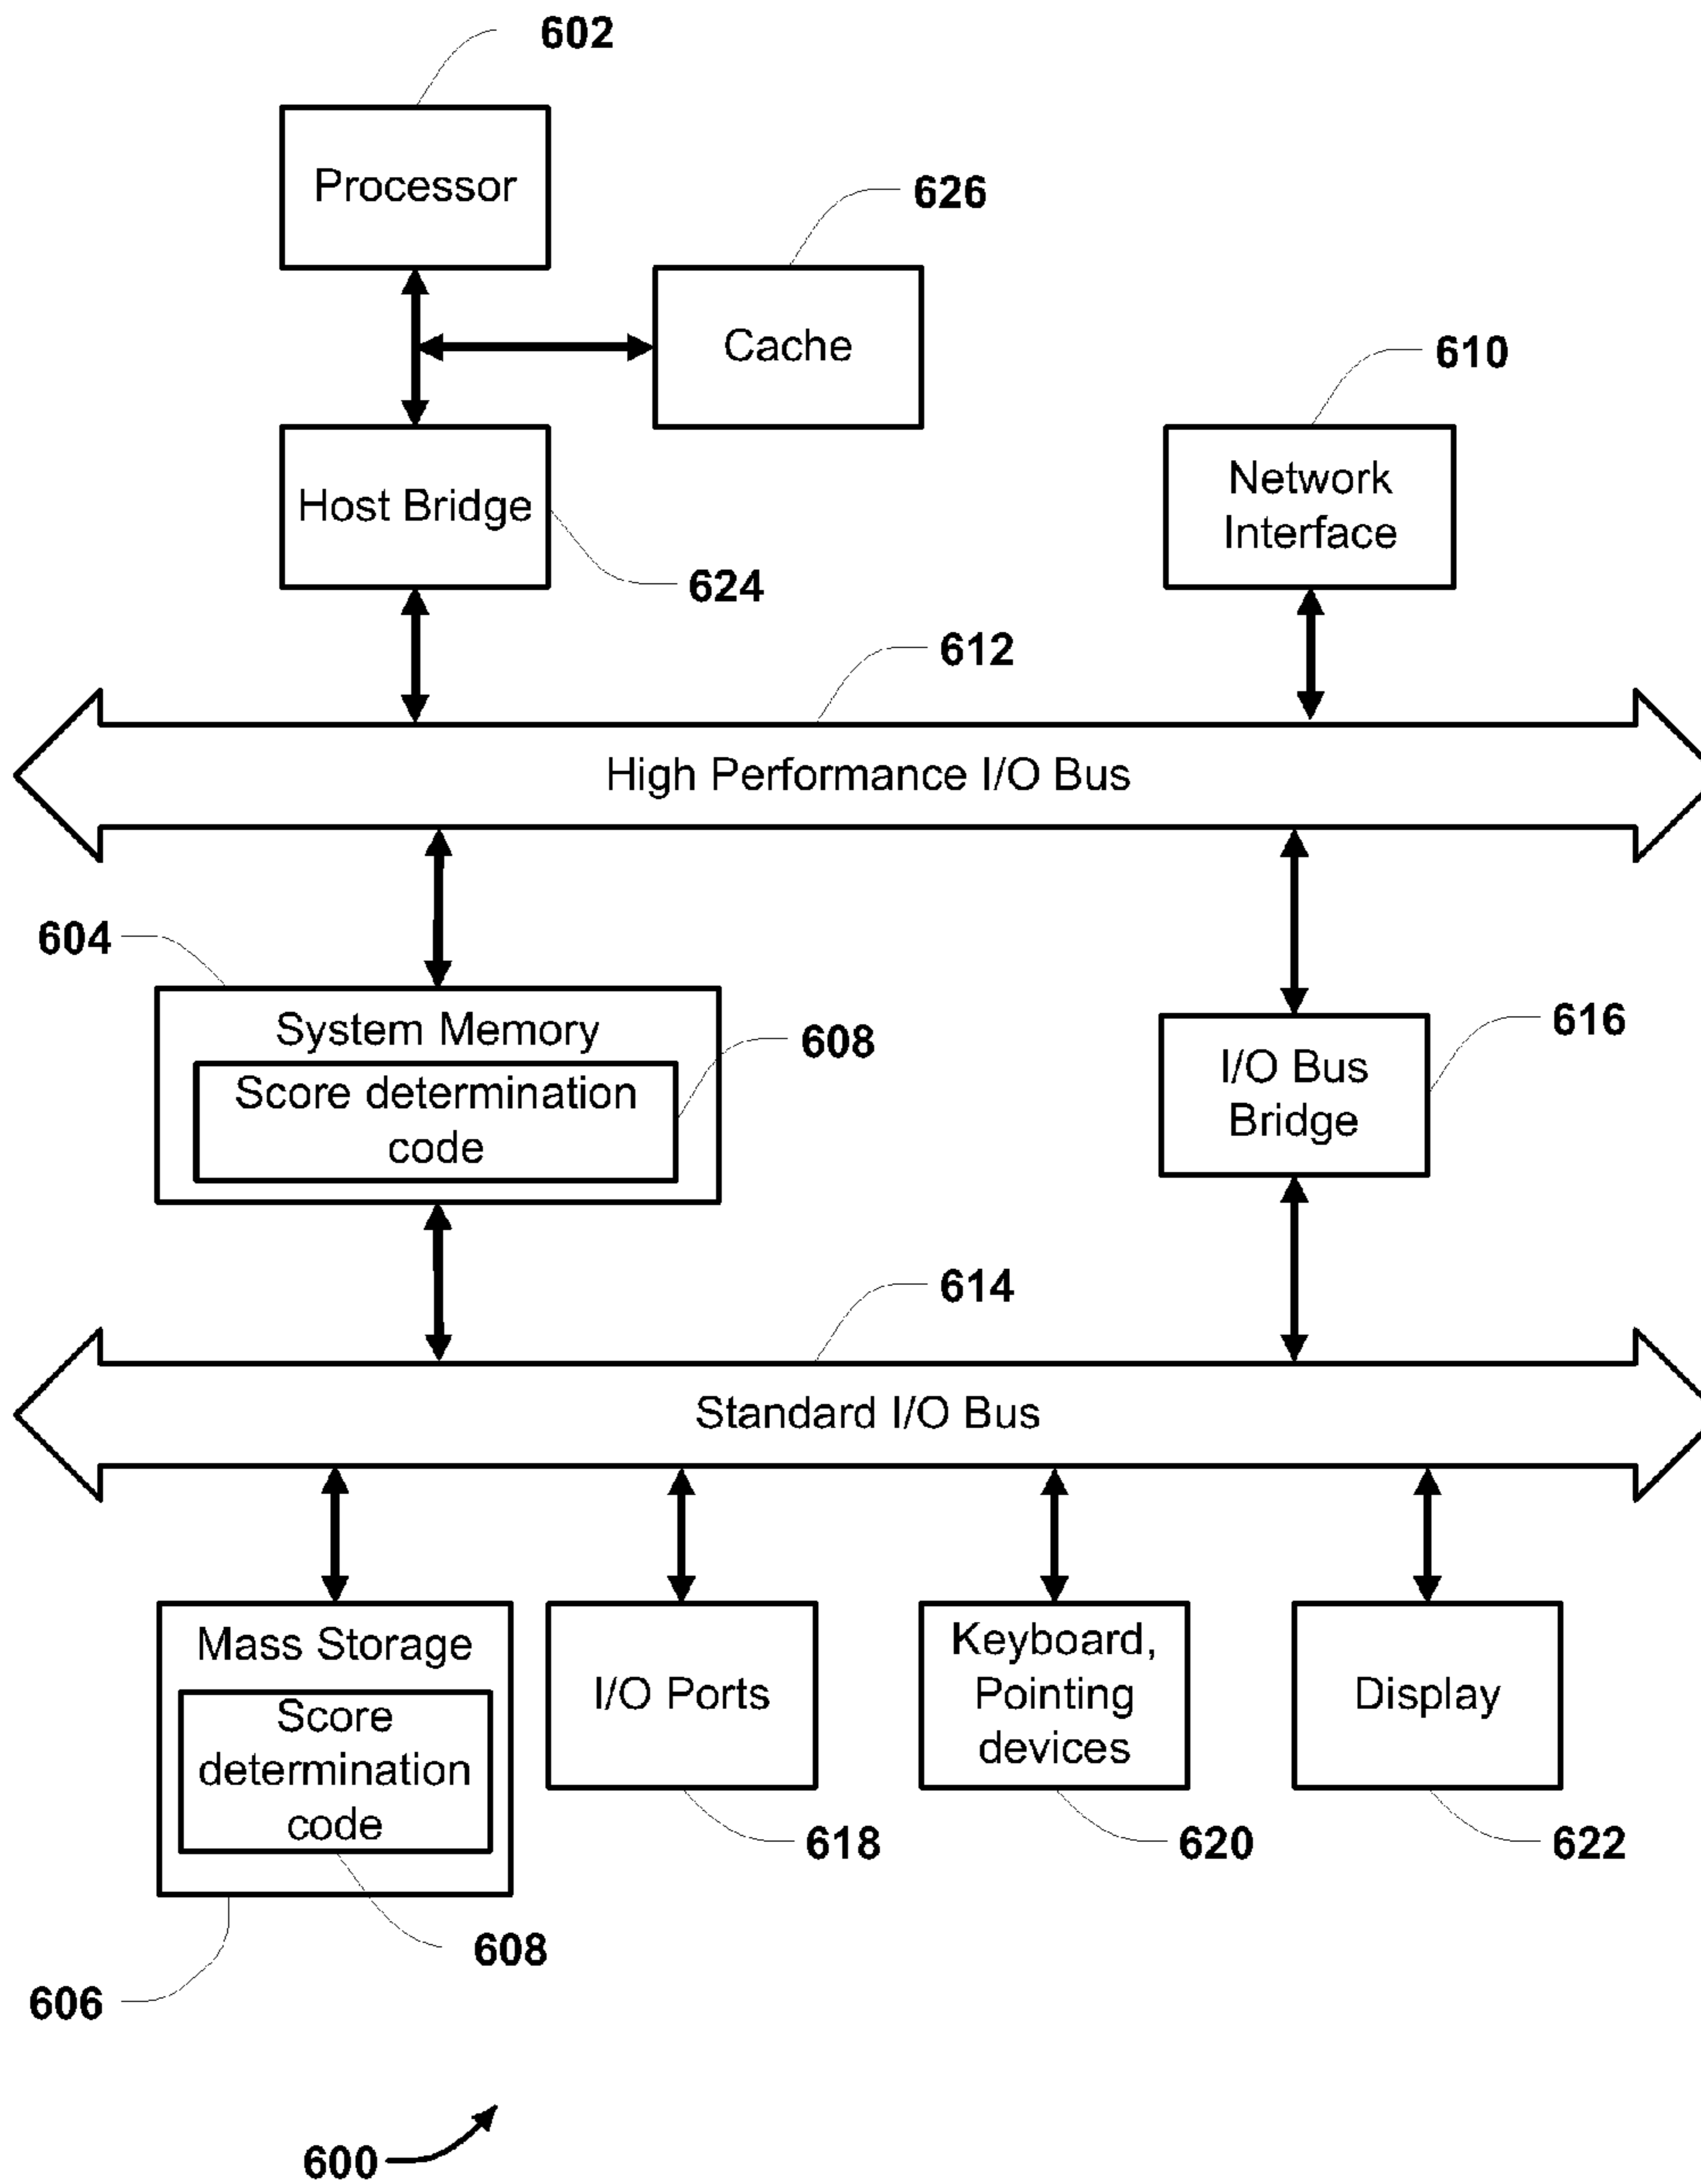 602
Processor
626
Cache
610
Network
Interface
Host Bridge
624
612
High Performance I/O Bus
604
System Memory
608
Score determination
code
616
I/O Bus
Bridge
614
Standard I/O Bus
Mass Storage
Score
determination
code
I/O Ports
Keyboard,
Pointing
devices
Display
618
620
622
608
606
600